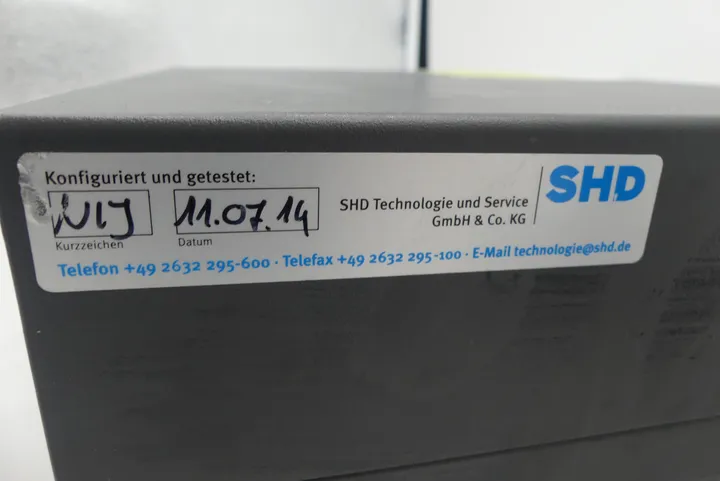 Konfiguriert und getestet:
NIJ 11.07.14
Kurzzeichen Datum
SHD Technologie und Service
GmbH & Co. KG
SHD
Telefon +49 2632 295-600 · Telefax +49 2632 295-100 · E-Mail technologie@shd.de